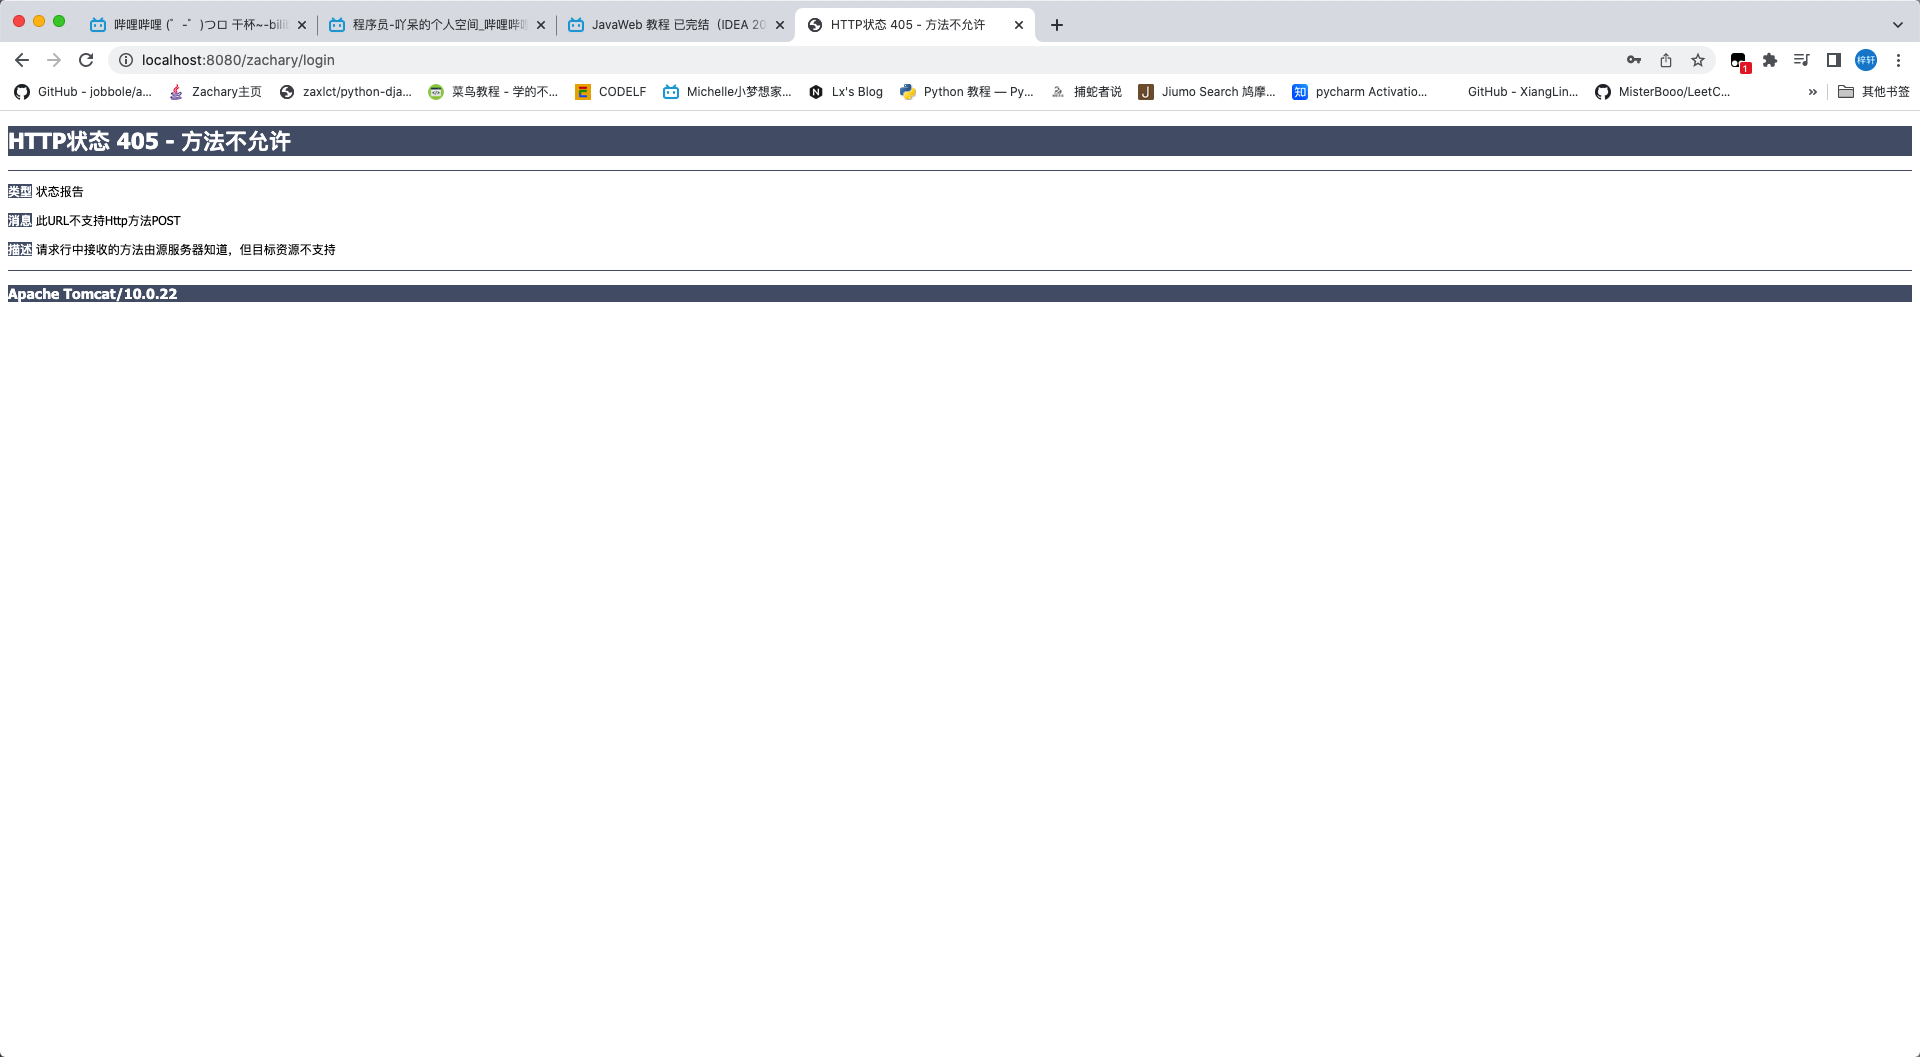 哔哩哔哩 (゜-゜)つロ 干杯~-bili
程序员-吖呆的个人空间_哔哩哔哩
JavaWeb 教程 已完结（IDEA 20
HTTP状态 405 - 方法不允许
localhost:8080/zachary/login
1
梓轩
GitHub - jobbole/a...
Zachary主页
zaxlct/python-dja...
菜鸟教程 - 学的不...
CODELF
Michelle小梦想家...
Lx's Blog
Python 教程 — Py...
捕蛇者说
Jiumo Search 鸠摩...
知
pycharm Activatio...
GitHub - XiangLin...
MisterBooo/LeetC...
»
其他书签
HTTP状态 405 - 方法不允许
类型 状态报告
消息 此URL不支持Http方法POST
描述 请求行中接收的方法由源服务器知道，但目标资源不支持
Apache Tomcat/10.0.22